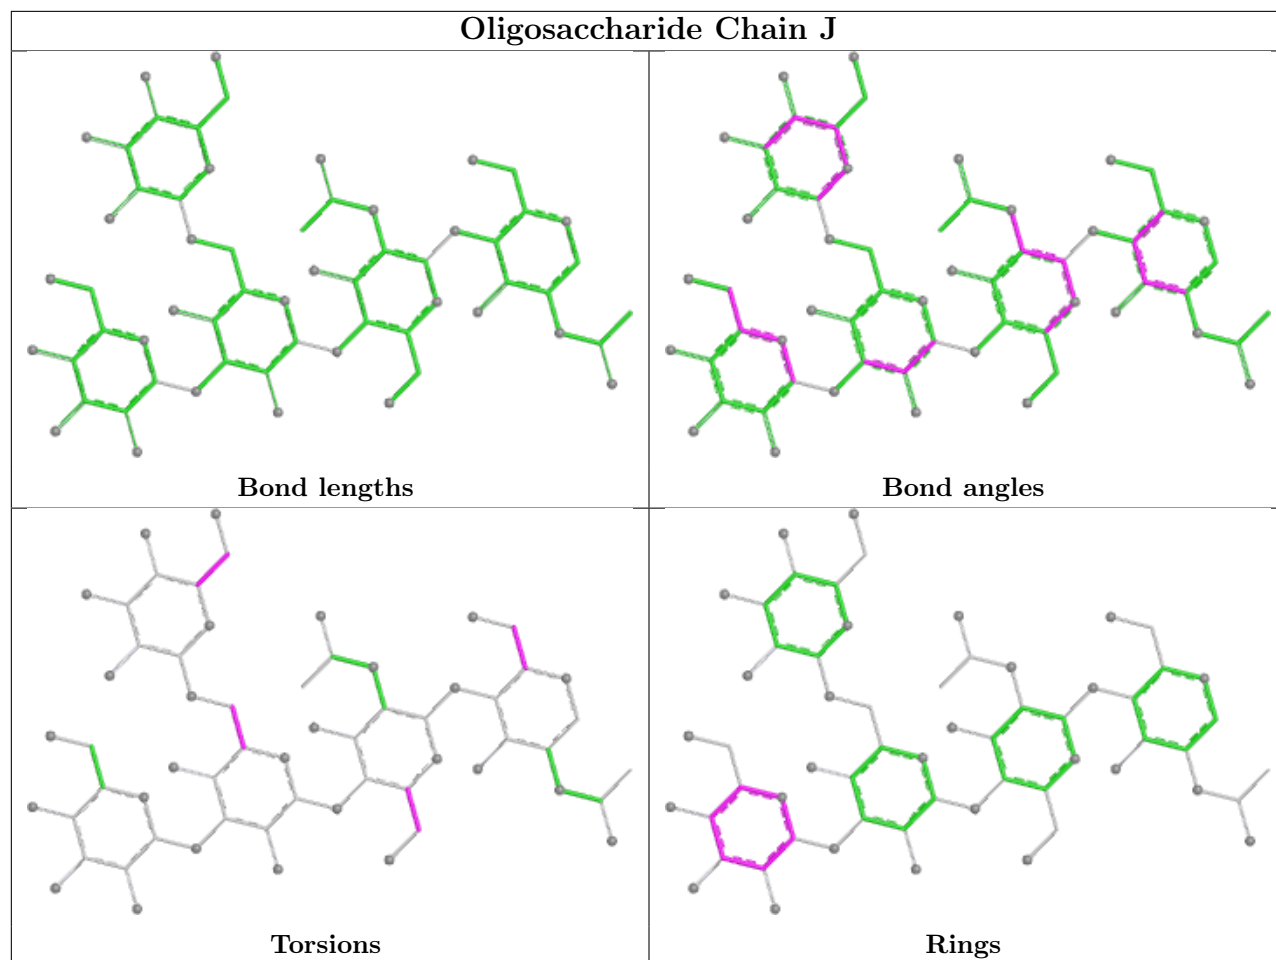 Oligosaccharide Chain J
Bond lengths
Bond angles
Torsions
Rings